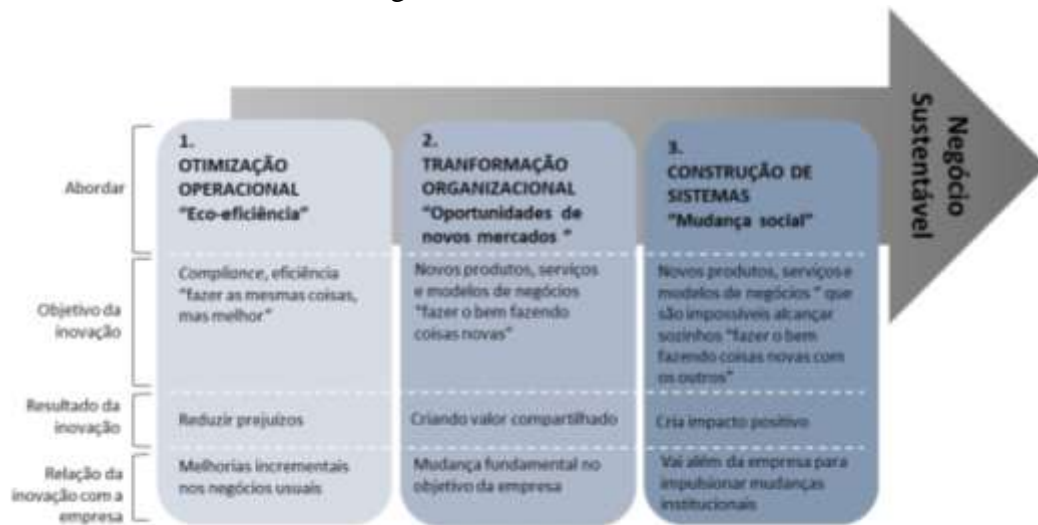 Negócio
Sustentável
Abordar
1.
OTIMIZAÇÃO
OPERACIONAL
"Eco-eficiência"
2.
TRANFORMAÇÃO
ORGANIZACIONAL
"Oportunidades de
novos mercados "
3.
CONSTRUÇÃO DE
SISTEMAS
"Mudança social"
Objetivo da
inovação
Compliance, eficiência
"fazer as mesmas coisas,
mas melhor"
Novos produtos, serviços
e modelos de negócios
"fazer o bem fazendo
coisas novas"
Novos produtos, serviços e
modelos de negócios " que
são impossíveis alcançar
sozinhos "fazer o bem
fazendo coisas novas com
os outros"
Resultado da
inovação
Reduzir prejuízos
Criando valor compartilhado
Cria impacto positivo
Relação da
inovação com a
empresa
Melhorias incrementais
nos negócios usuais
Mudança fundamental no
objetivo da empresa
Vai além da empresa para
impulsionar mudanças
institucionais